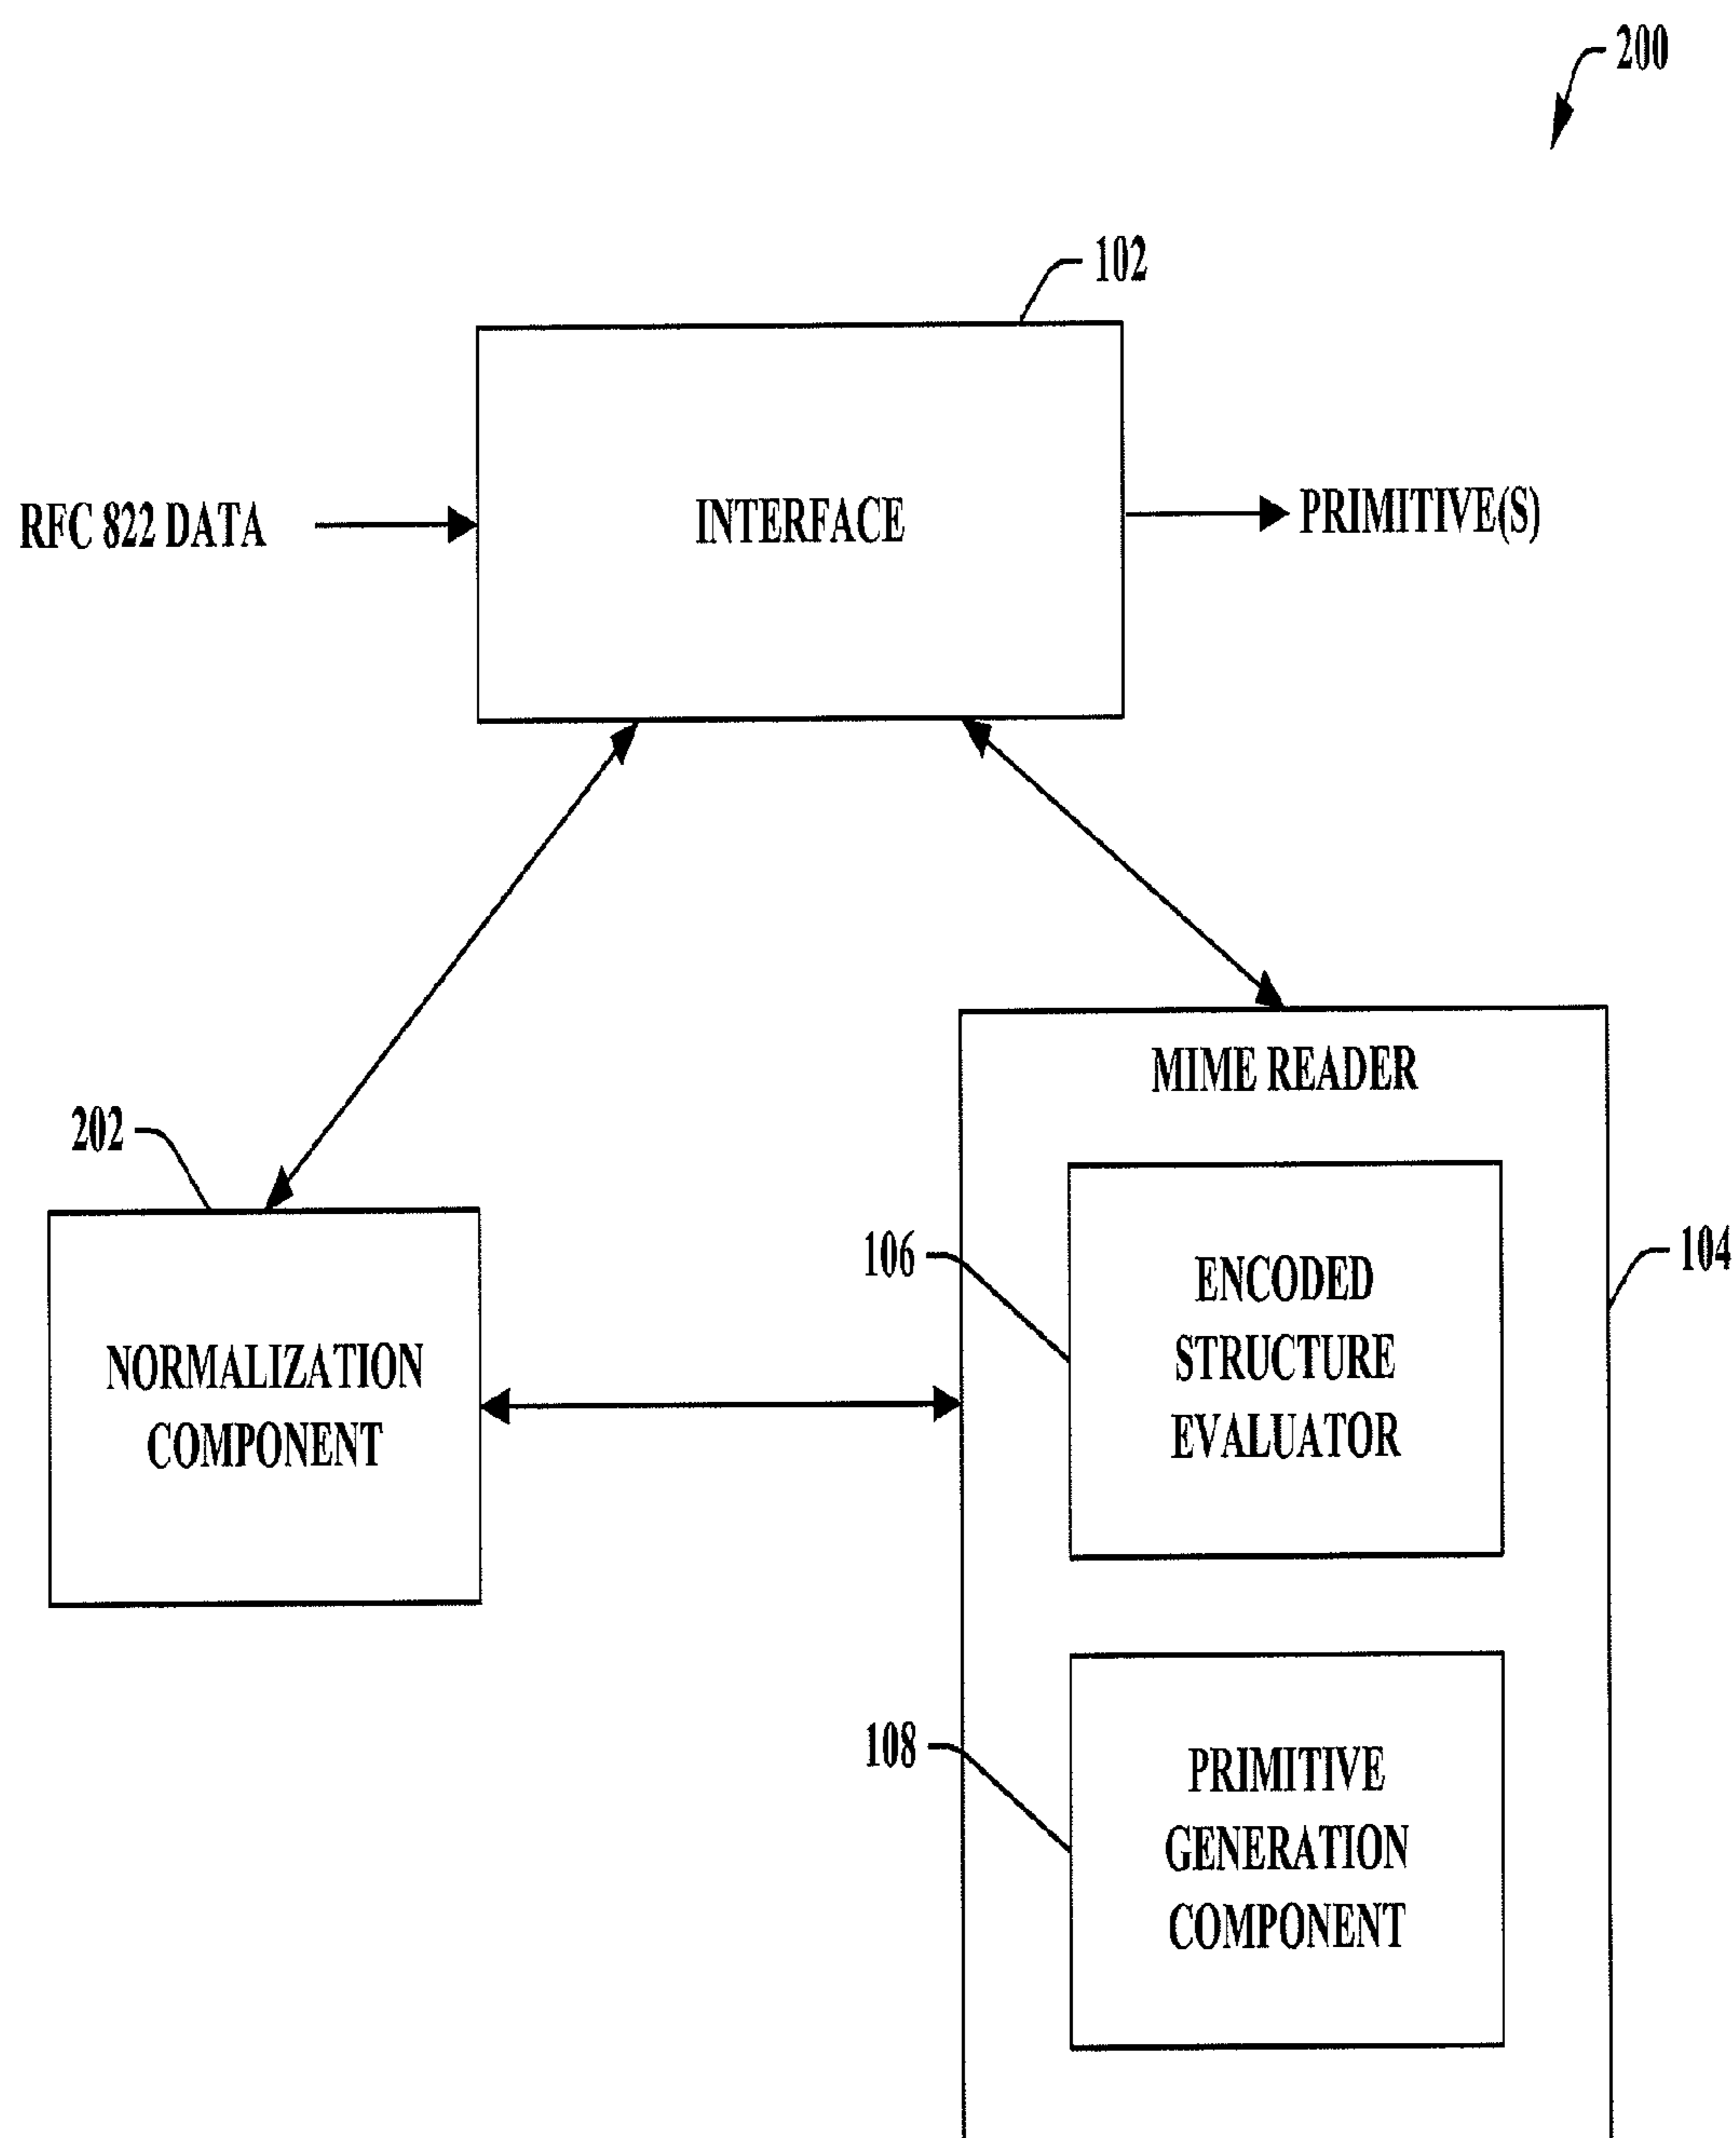 200
102
RFC 822 DATA
INTERFACE
PRIMITIVE(S)
MIME READER
202
106
ENCODED
STRUCTURE
EVALUATOR
104
NORMALIZATION
COMPONENT
108
PRIMITIVE
GENERATION
COMPONENT